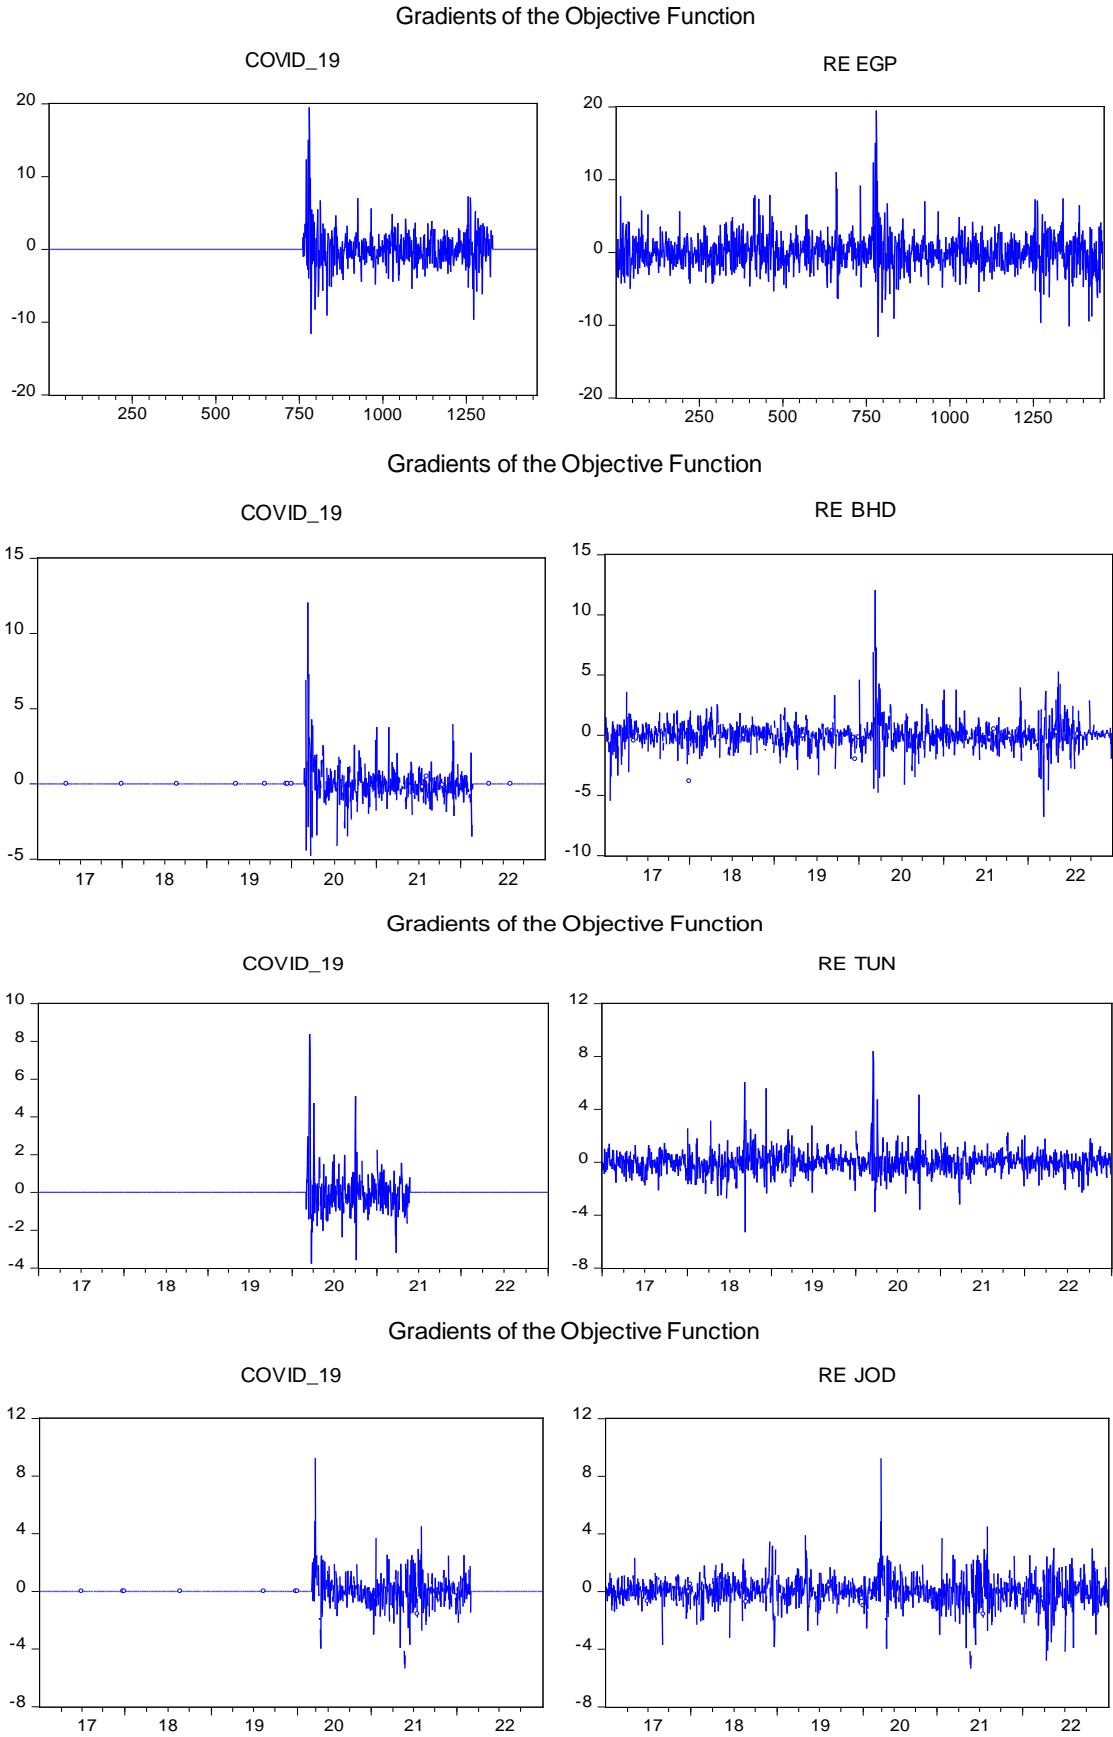 Gradients of the Objective Function
COVID_19 RE EGP
20 20
10 10
0 0
-10 -10
-20 -20
250 500 750 1000 1250 250 500 750 1000 1250
Gradients of the Objective Function
COVID_19 RE BHD
15 15
10 10
5 5
0 0
-5 -5
-10
17 18 19 20 21 22 17 18 19 20 21 22
Gradients of the Objective Function
COVID_19 RE TUN
10 12
8 8
6
4 4
2
0 0
-2 -4
-4 -8
17 18 19 20 21 22 17 18 19 20 21 22
Gradients of the Objective Function
COVID_19 RE JOD
12 12
8 8
4 4
0 0
-4 -4
-8 -8
17 18 19 20 21 22 17 18 19 20 21 22